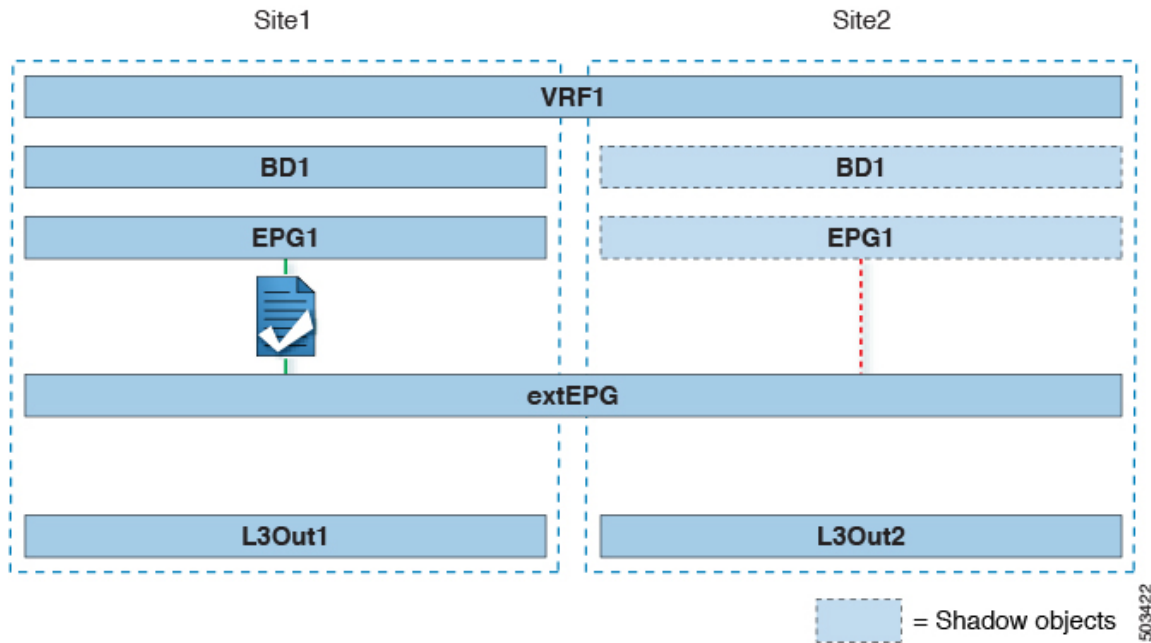 Site1
Site2
VRF1
BD1
BD1
EPG1
EPG1
extEPG
L3Out1
L3Out2
= Shadow objects
503422